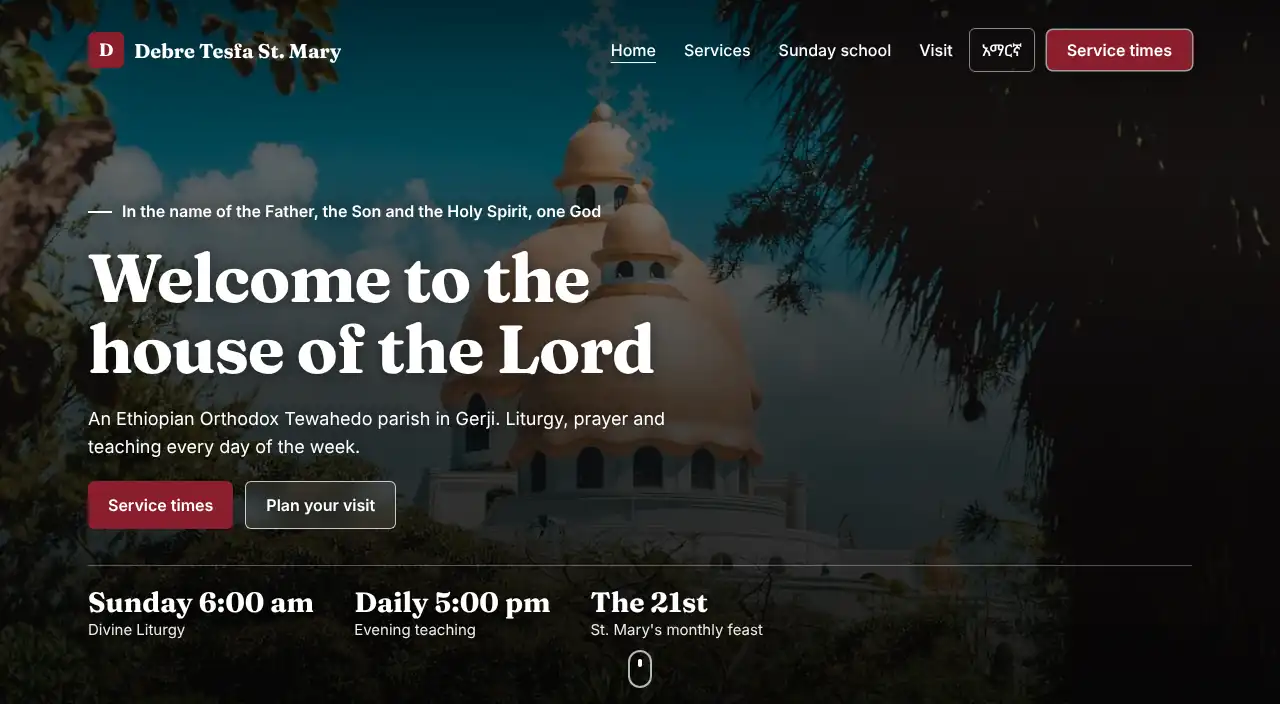 D
Debre Tesfa St. Mary
Home
Services
Sunday school
Visit
አማርኛ
Service times
In the name of the Father, the Son and the Holy Spirit, one God
Welcome to the
house of the Lord
An Ethiopian Orthodox Tewahedo parish in Gerji. Liturgy, prayer and
teaching every day of the week.
Service times
Plan your visit
Sunday 6:00 am
Divine Liturgy
Daily 5:00 pm
Evening teaching
The 21st
St. Mary's monthly feast